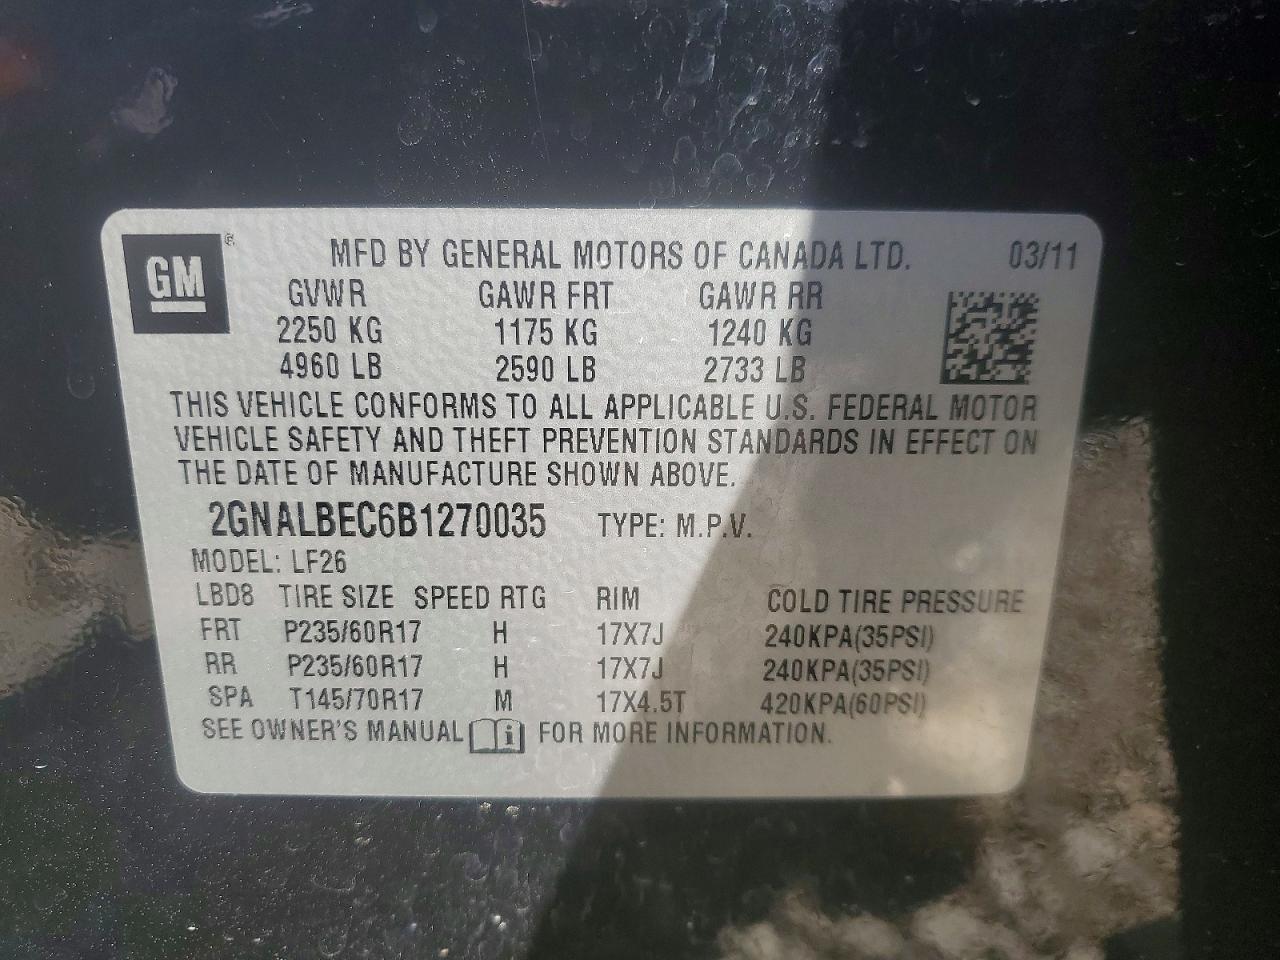 GM ®
MFD BY GENERAL MOTORS OF CANADA LTD. 03/11
GVWR GAWR FRT GAWR RR
2250 KG 1175 KG 1240 KG
4960 LB 2590 LB 2733 LB
THIS VEHICLE CONFORMS TO ALL APPLICABLE U.S. FEDERAL MOTOR
VEHICLE SAFETY AND THEFT PREVENTION STANDARDS IN EFFECT ON
THE DATE OF MANUFACTURE SHOWN ABOVE.
2GNALBEC6B1270035 TYPE: M.P.V.
MODEL: LF26
LBD8 TIRE SIZE SPEED RTG RIM COLD TIRE PRESSURE
FRT P235/60R17 H 17X7J 240KPA(35PSI)
RR P235/60R17 H 17X7J 240KPA(35PSI)
SPA T145/70R17 M 17X4.5T 420KPA(60PSI)
SEE OWNER'S MANUAL i FOR MORE INFORMATION.